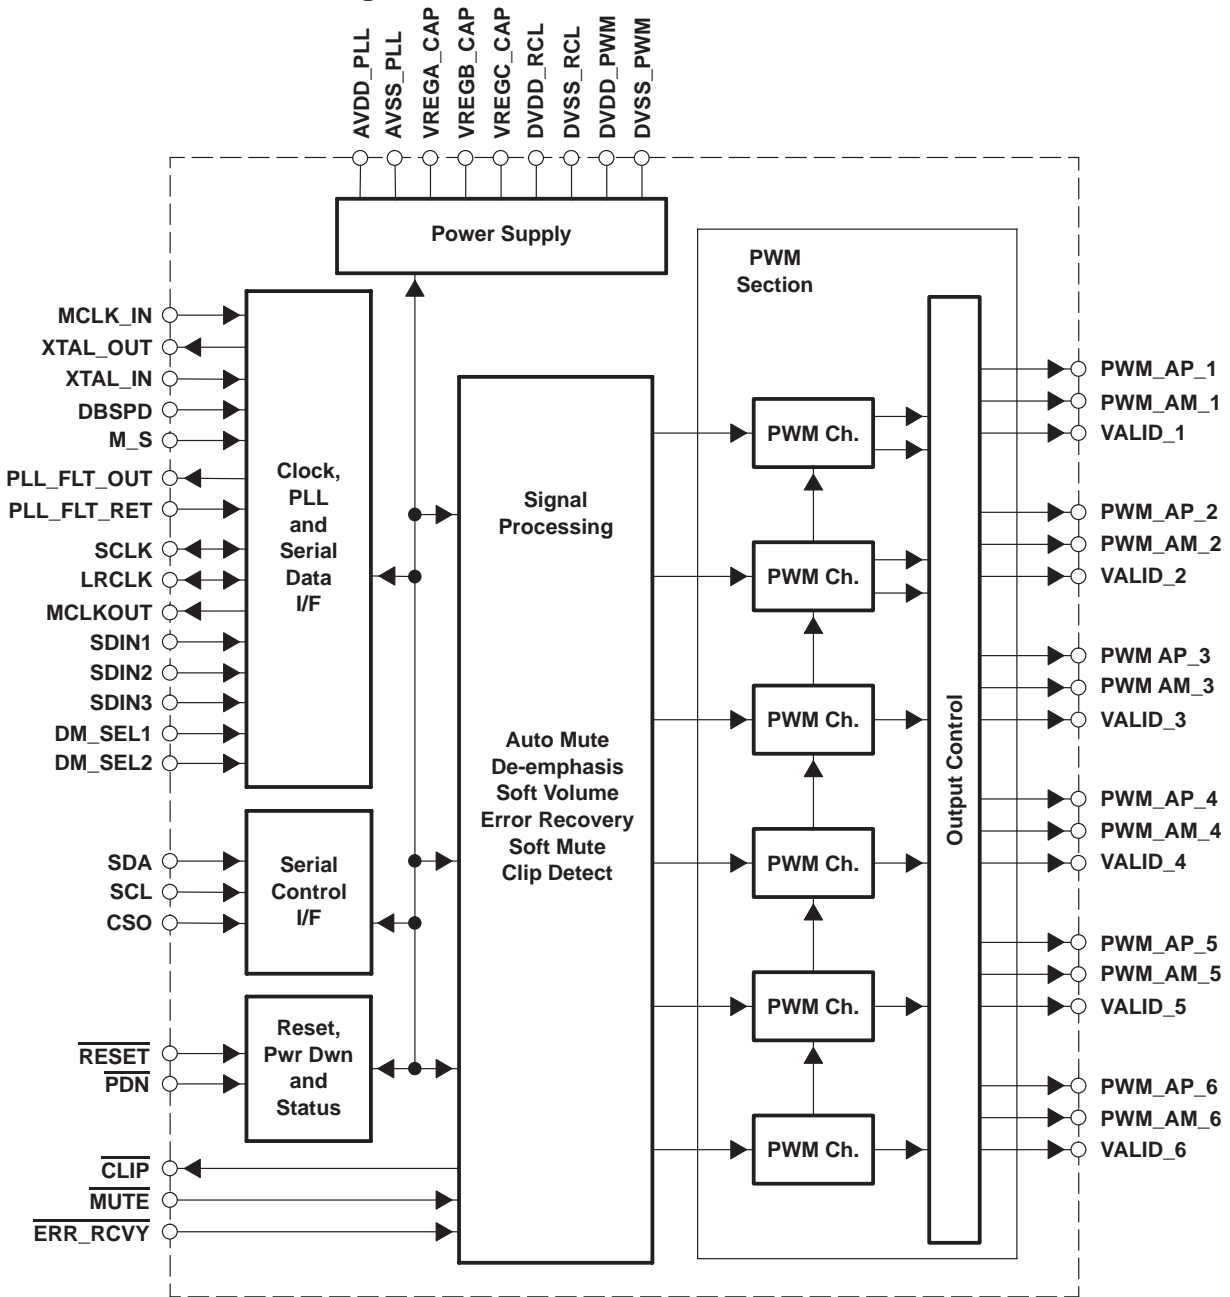 AVDD_PLL
AVSS_PLL
VREGA_CAP
VREGB_CAP
VREGC_CAP
DVDD_RCL
DVSS_RCL
DVDD_PWM
DVSS_PWM
Power Supply
PWM
Section
MCLK_IN
XTAL_OUT
XTAL_IN
DBSPD
M_S
PLL_FLT_OUT
PLL_FLT_RET
SCLK
LRCLK
MCLKOUT
SDIN1
SDIN2
SDIN3
DM_SEL1
DM_SEL2
Clock,
PLL
and
Serial
Data
I/F
SDA
SCL
CSO
Serial
Control
I/F
RESET
PDN
Reset,
Pwr Dwn
and
Status
CLIP
MUTE
ERR_RCVY
Signal
Processing
Auto Mute
De-emphasis
Soft Volume
Error Recovery
Soft Mute
Clip Detect
PWM Ch.
PWM Ch.
PWM Ch.
PWM Ch.
PWM Ch.
PWM Ch.
Output Control
PWM_AP_1
PWM_AM_1
VALID_1
PWM_AP_2
PWM_AM_2
VALID_2
PWM AP_3
PWM AM_3
VALID_3
PWM_AP_4
PWM_AM_4
VALID_4
PWM_AP_5
PWM_AM_5
VALID_5
PWM_AP_6
PWM_AM_6
VALID_6